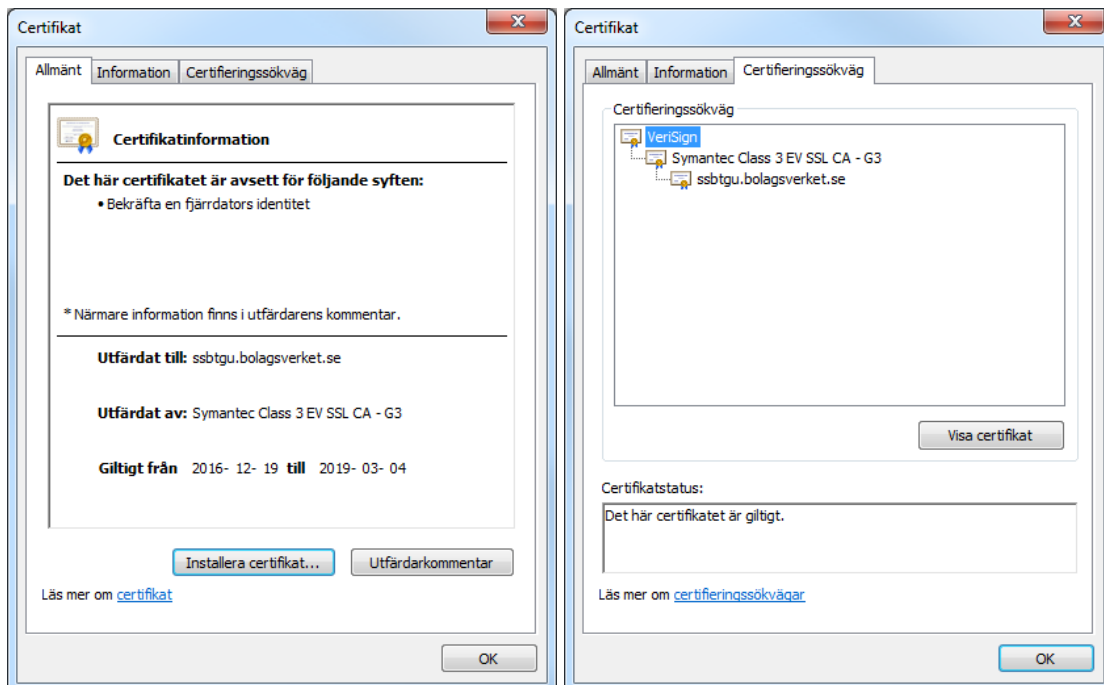 Certifikat
Allmänt
Information
Certifieringssökväg
Certifikatinformation
Det här certifikatet är avsett för följande syften:
• Bekräfta en fjärrdators identitet
* Närmare information finns i utfärdarens kommentar.
Utfärdat till: ssbtgu.bolagsverket.se
Utfärdat av: Symantec Class 3 EV SSL CA - G3
Giltigt från 2016- 12- 19 till 2019- 03- 04
Installera certifikat...
Utfärdarkommentar
Läs mer om certifikat
OK
Certifikat
Allmänt
Information
Certifieringssökväg
Certifieringssökväg
VeriSign
Symantec Class 3 EV SSL CA - G3
ssbtgu.bolagsverket.se
Visa certifikat
Certifikatstatus:
Det här certifikatet är giltigt.
Läs mer om certifieringssökvägar
OK